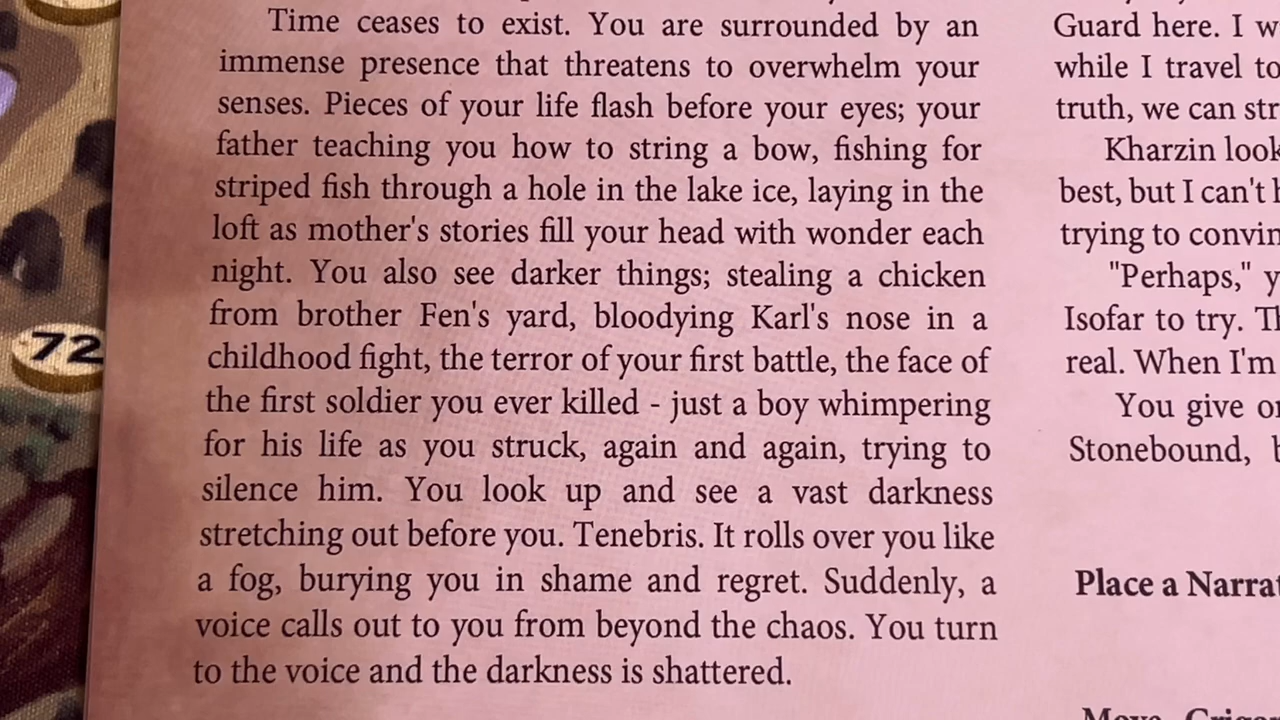 Time ceases to exist. You are surrounded by an
immense presence that threatens to overwhelm your
senses. Pieces of your life flash before your eyes; your
father teaching you how to string a bow, fishing for
striped fish through a hole in the lake ice, laying in the
loft as mother's stories fill your head with wonder each
night. You also see darker things; stealing a chicken
from brother Fen's yard, bloodying Karl's nose in a
childhood fight, the terror of your first battle, the face of
the first soldier you ever killed - just a boy whimpering
for his life as you struck, again and again, trying to
silence him. You look up and see a vast darkness
stretching out before you. Tenebris. It rolls over you like
a fog, burying you in shame and regret. Suddenly, a
voice calls out to you from beyond the chaos. You turn
to the voice and the darkness is shattered.
Guard here. I
while I travel to
truth, we can
Kharzin
best, but I can't
trying to
"Perhaps,"
Isofar to try.
real. When I'm
You give
Stonebound,
Place a
72